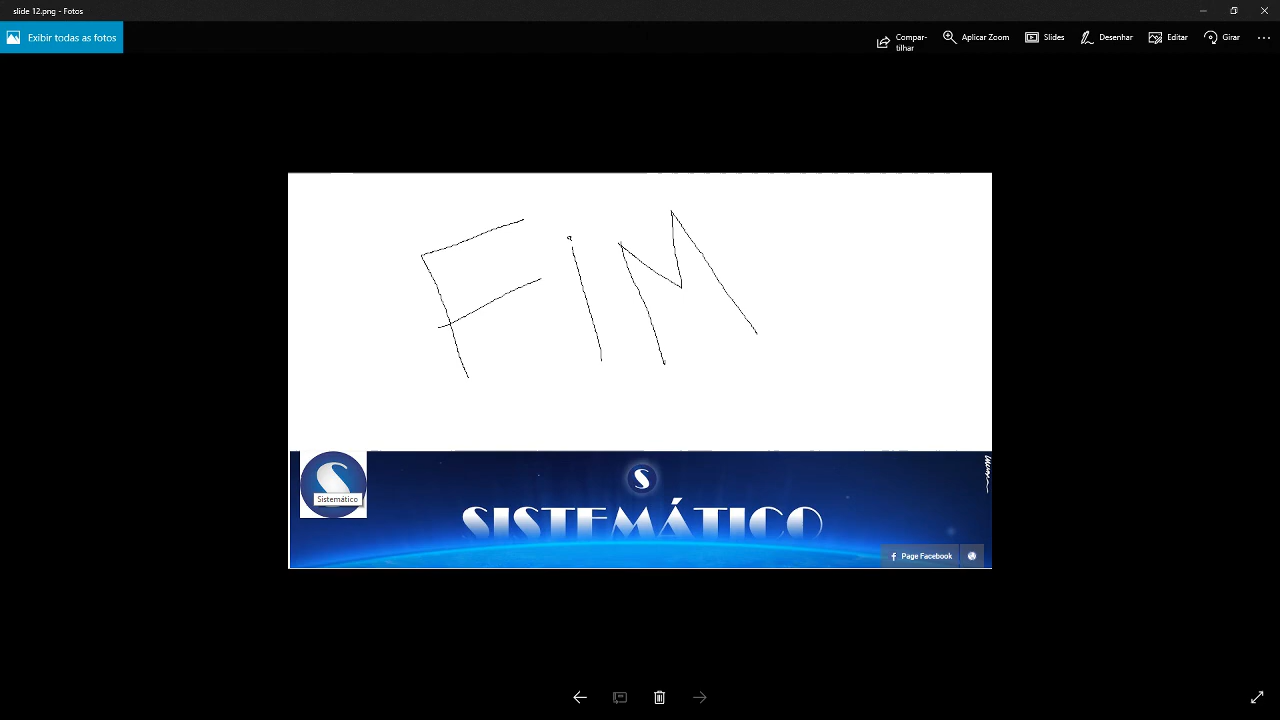 slide 12.png - Fotos
Exibir todas as fotos
Compar-
tilhar
Aplicar Zoom
Slides
Desenhar
Editar
Girar
FIM
S
Sistemático
S
SISTEMÁTICO
Page Facebook